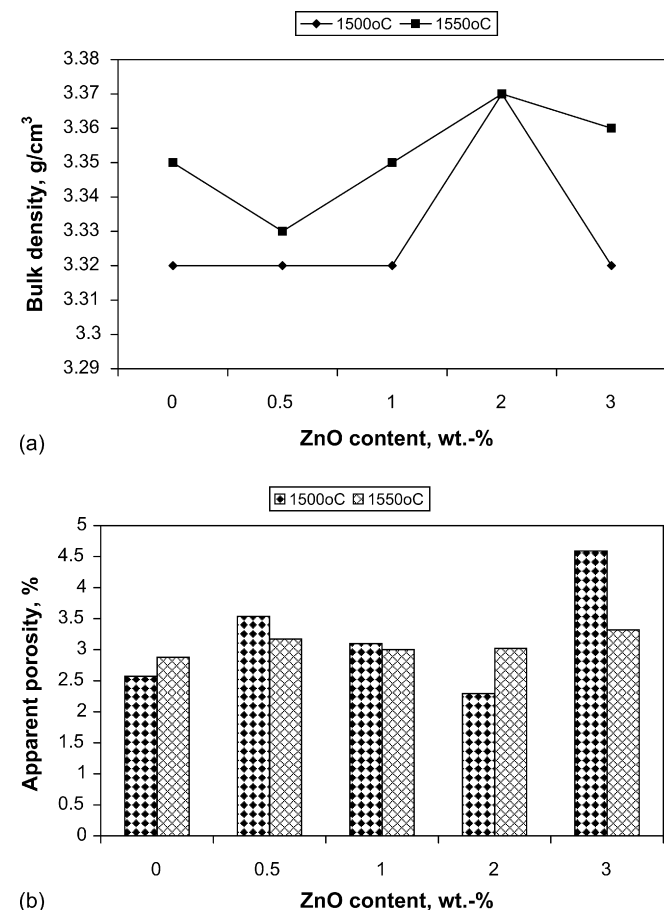 1500oC 1550oC
3.38
3.37
3.36
3.35
3.34
3.33
3.32
3.31
3.3
3.29
Bulk density, g/cm³
0 0.5 1 2 3
ZnO content, wt.-%
(a)
1500oC 1550oC
5
4.5
4
3.5
3
2.5
2
1.5
1
0.5
0
Apparent porosity, %
0 0.5 1 2 3
ZnO content, wt.-%
(b)